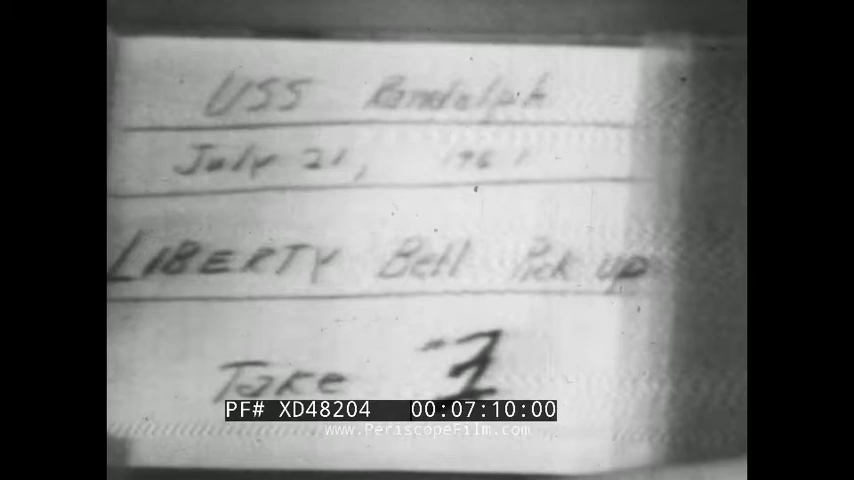 USS Randolph
July 21, 1961
LIBERTY Bell Pick up
Take 1
PF# XD48204 00:07:10:00
www.PeriscopeFilm.com